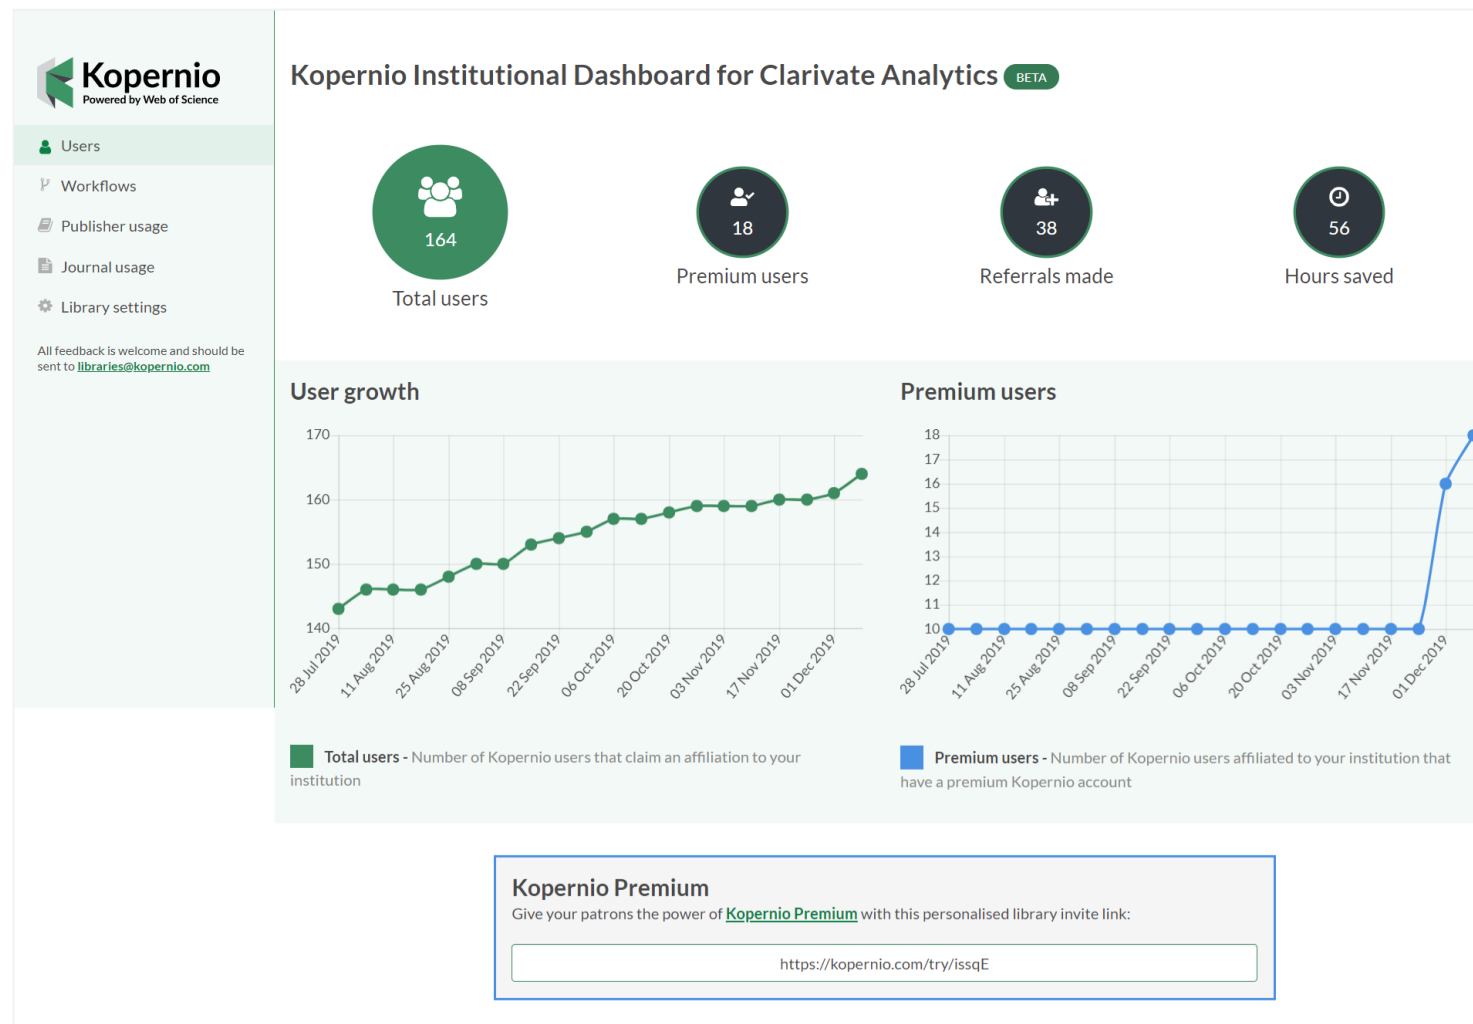 Kopernio
Powered by Web of Science
Users
Workflows
Publisher usage
Journal usage
Library settings
All feedback is welcome and should be
sent to libraries@kopernio.com
Kopernio Institutional Dashboard for Clarivate Analytics BETA
164
Total users
18
Premium users
38
Referrals made
56
Hours saved
User growth
170
160
150
140
28 Jul 2019
11 Aug 2019
25 Aug 2019
08 Sep 2019
22 Sep 2019
06 Oct 2019
20 Oct 2019
03 Nov 2019
17 Nov 2019
01 Dec 2019
Total users - Number of Kopernio users that claim an affiliation to your
institution
Premium users
18
17
16
15
14
13
12
11
10
28 Jul 2019
11 Aug 2019
25 Aug 2019
08 Sep 2019
22 Sep 2019
06 Oct 2019
20 Oct 2019
03 Nov 2019
17 Nov 2019
01 Dec 2019
Premium users - Number of Kopernio users affiliated to your institution that
have a premium Kopernio account
Kopernio Premium
Give your patrons the power of Kopernio Premium with this personalised library invite link:
https://kopernio.com/try/issqE